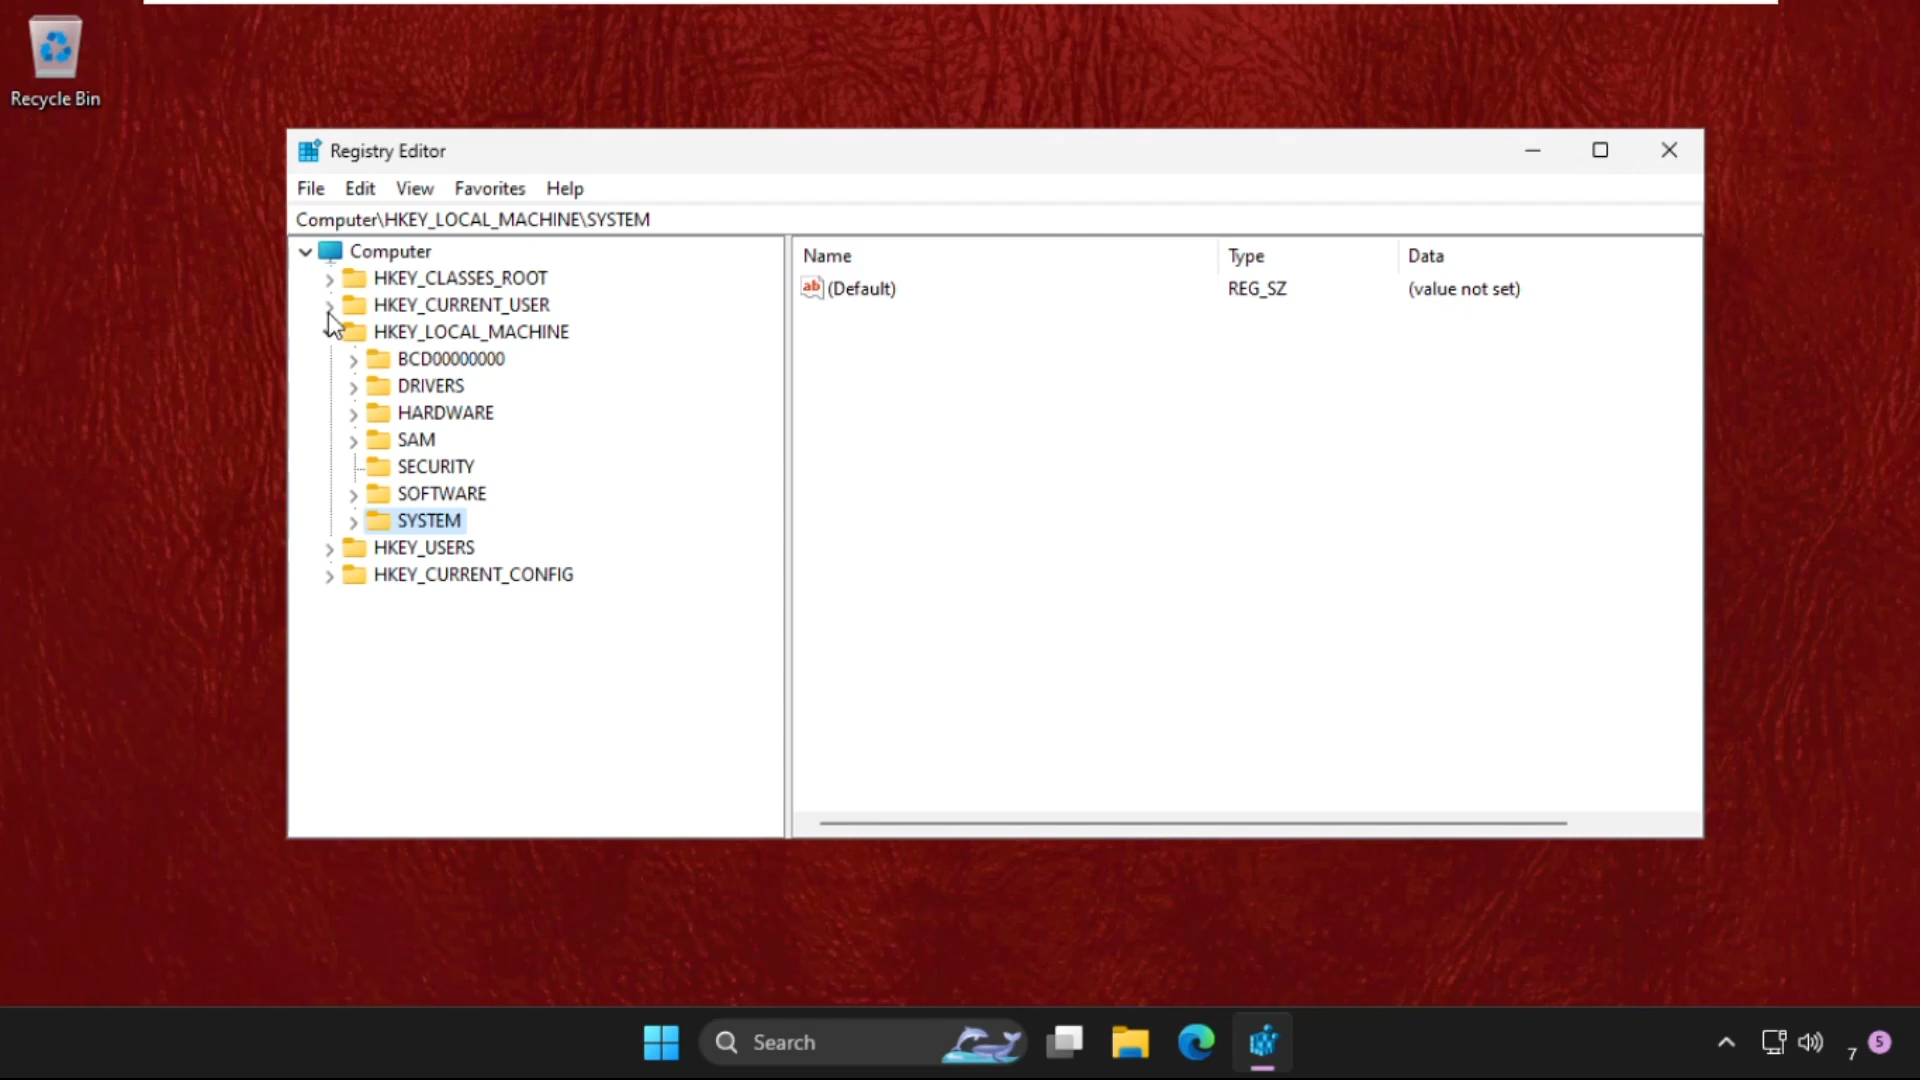 Recycle Bin
Registry Editor
File Edit View Favorites Help
Computer\HKEY_LOCAL_MACHINE\SYSTEM
Computer
HKEY_CLASSES_ROOT
HKEY_CURRENT_USER
HKEY_LOCAL_MACHINE
BCD00000000
DRIVERS
HARDWARE
SAM
SECURITY
SOFTWARE
SYSTEM
HKEY_USERS
HKEY_CURRENT_CONFIG
Name Type Data
ab (Default) REG_SZ (value not set)
Search
7 5